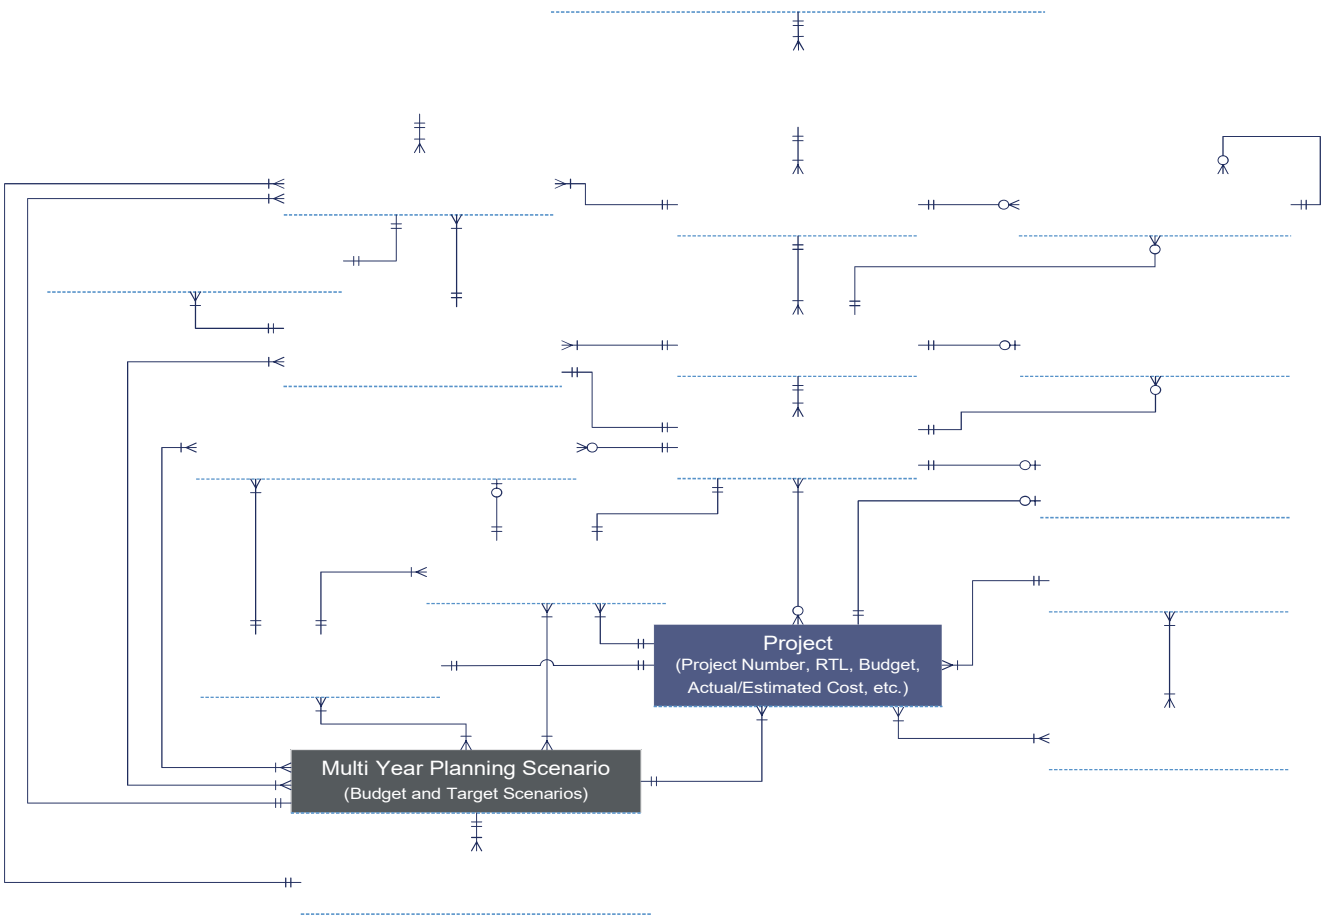 Project
(Project Number, RTL, Budget,
Actual/Estimated Cost, etc.)
Multi Year Planning Scenario
(Budget and Target Scenarios)